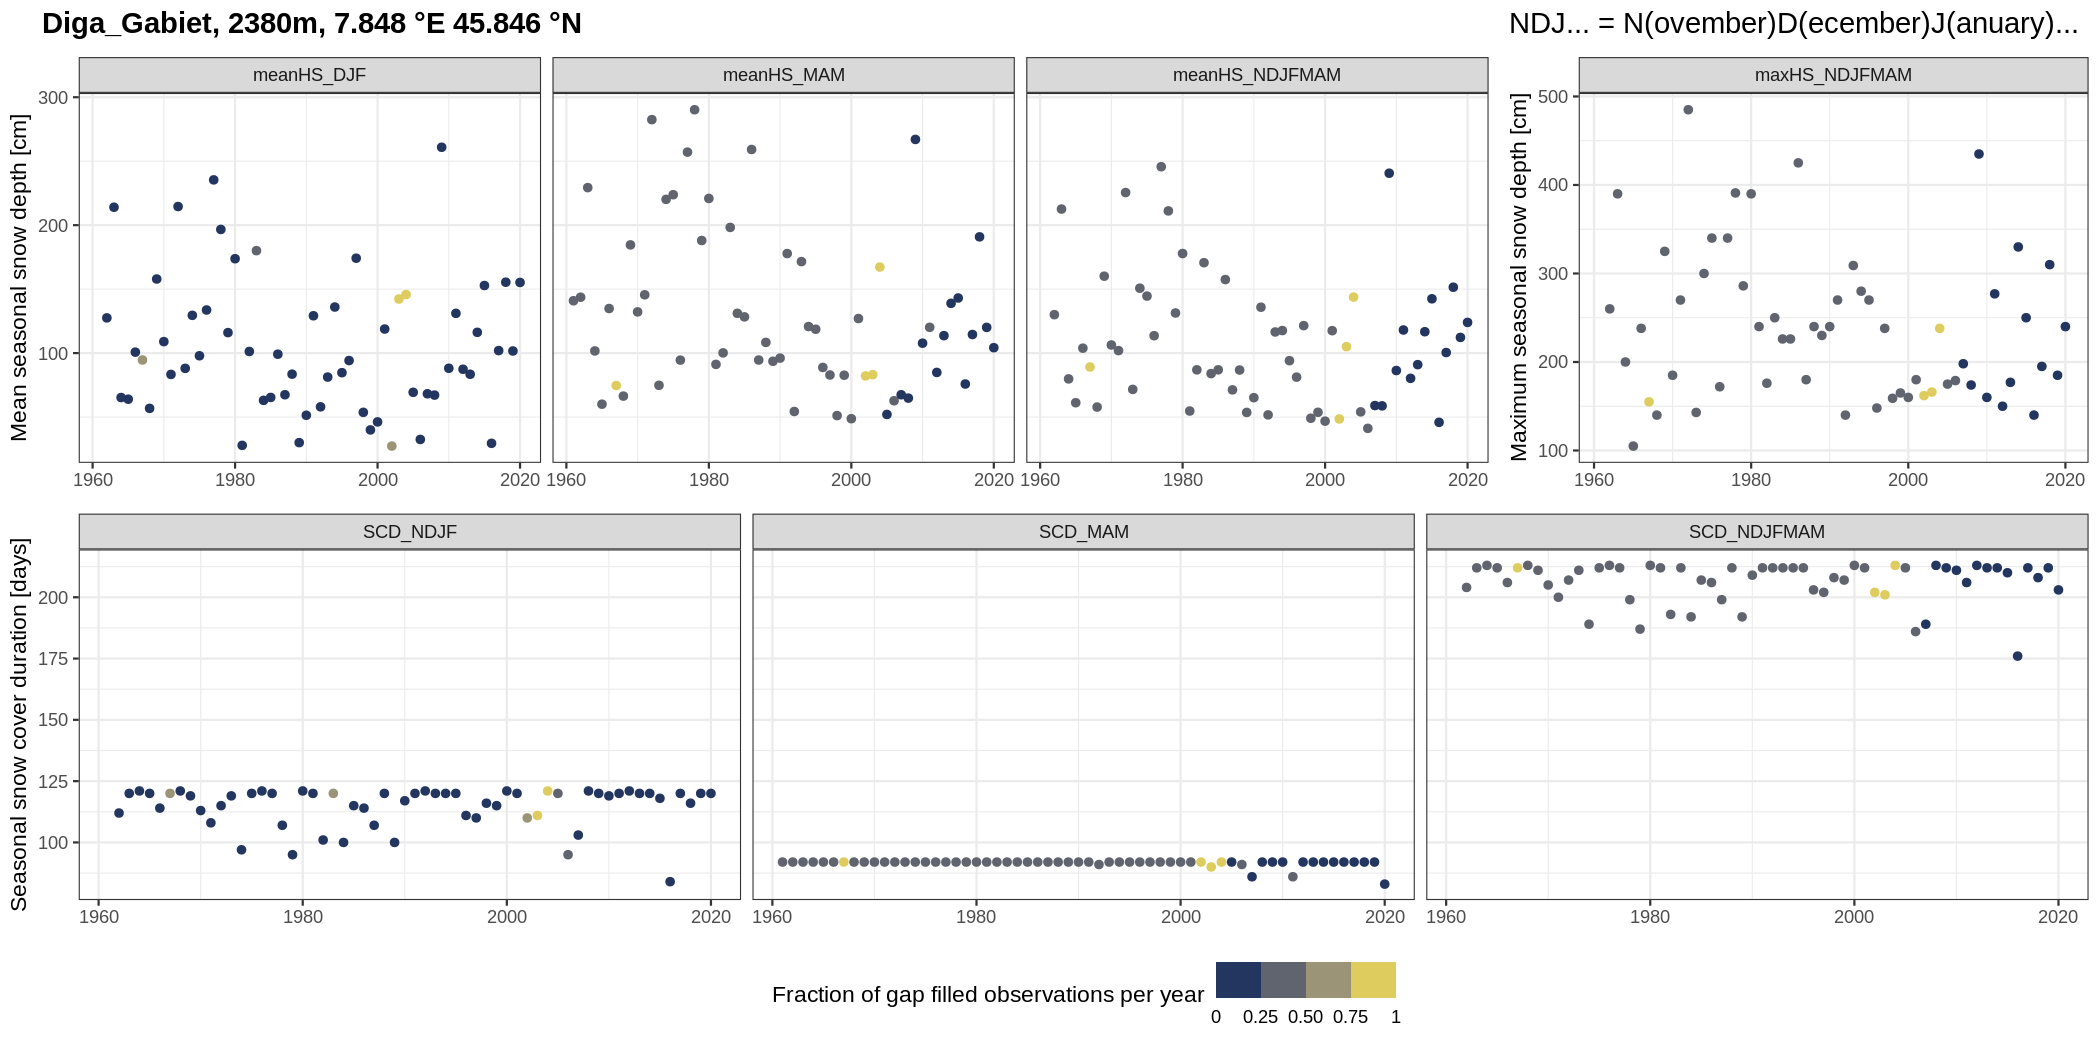 Diga_Gabiet, 2380m, 7.848 °E 45.846 °N
NDJ... = N(ovember)D(ecember)J(anuary)...
meanHS_DJF
meanHS_MAM
meanHS_NDJFMAM
maxHS_NDJFMAM
Mean seasonal snow depth [cm]
300
200
100
1960 1980 2000 2020
1960 1980 2000 2020
1960 1980 2000 2020
Maximum seasonal snow depth [cm]
500
400
300
200
100
1960 1980 2000 2020
SCD_NDJF
SCD_MAM
SCD_NDJFMAM
Seasonal snow cover duration [days]
200
175
150
125
100
1960 1980 2000 2020
1960 1980 2000 2020
1960 1980 2000 2020
Fraction of gap filled observations per year
0 0.25 0.50 0.75 1